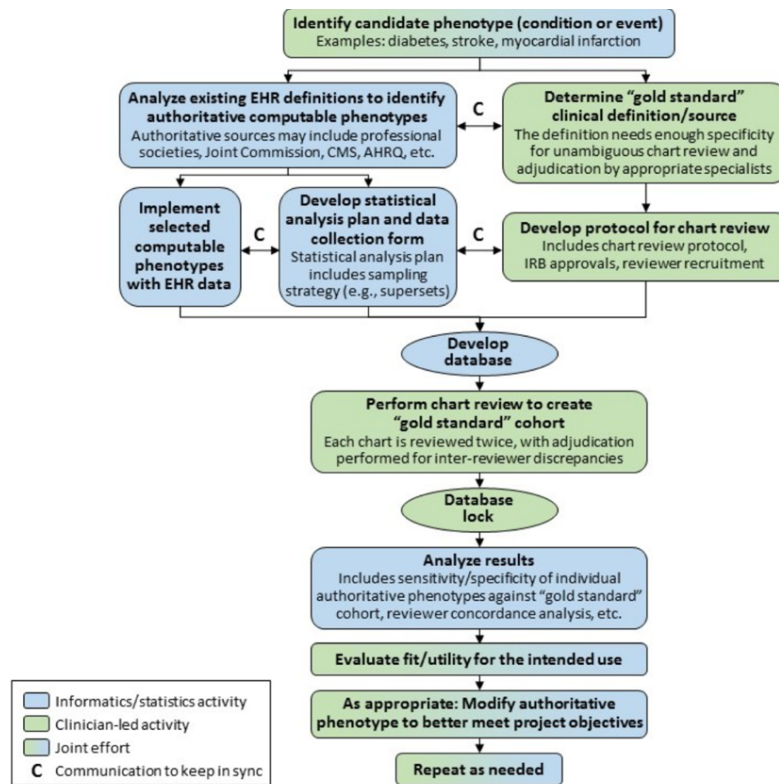 Identify candidate phenotype (condition or event)
Examples: diabetes, stroke, myocardial infarction
Analyze existing EHR definitions to identify
authoritative computable phenotypes
Authoritative sources may include professional
societies, Joint Commission, CMS, AHRQ, etc.
C
Determine “gold standard”
clinical definition/source
The definition needs enough specificity
for unambiguous chart review and
adjudication by appropriate specialists
Implement
selected
computable
phenotypes
with EHR data
C
Develop statistical
analysis plan and data
collection form
Statistical analysis plan
includes sampling
strategy (e.g., supersets)
C
Develop protocol for chart review
Includes chart review protocol,
IRB approvals, reviewer recruitment
Develop
database
Perform chart review to create
“gold standard” cohort
Each chart is reviewed twice, with adjudication
performed for inter-reviewer discrepancies
Database
lock
Analyze results
Includes sensitivity/specificity of individual
authoritative phenotypes against “gold standard”
cohort, reviewer concordance analysis, etc.
Evaluate fit/utility for the intended use
As appropriate: Modify authoritative
phenotype to better meet project objectives
Repeat as needed
Informatics/statistics activity
Clinician-led activity
Joint effort
C Communication to keep in sync